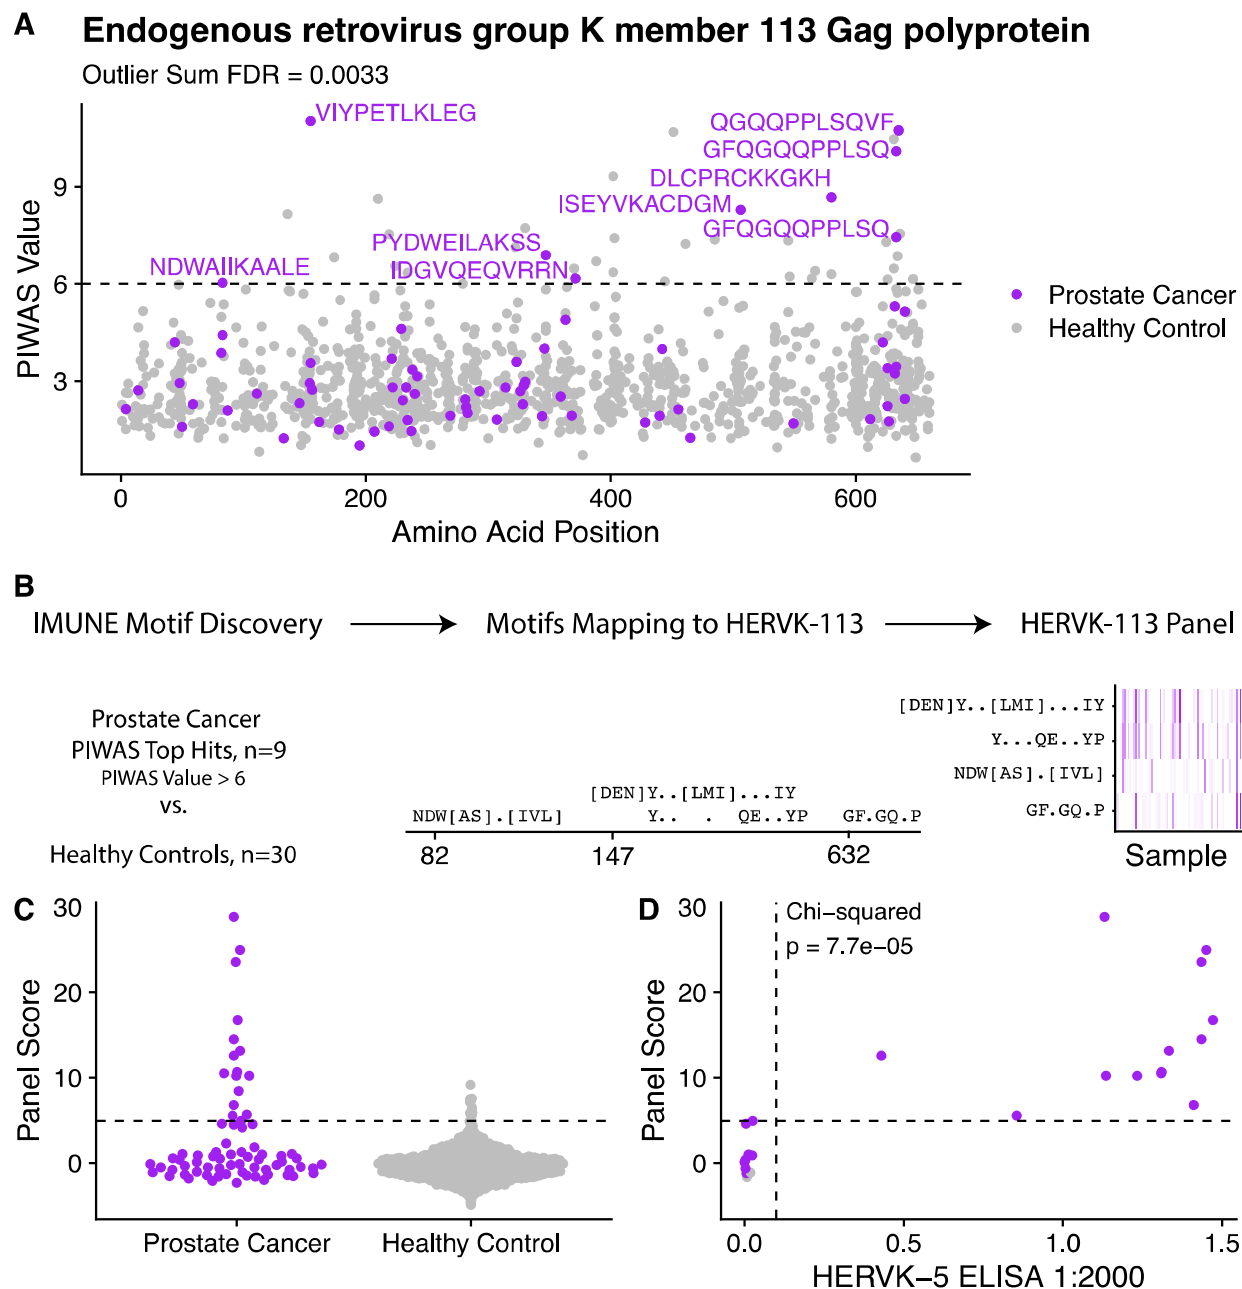 A Endogenous retrovirus group K member 113 Gag polyprotein
Outlier Sum FDR = 0.0033
VIYPETLKLEG
QGQQPPLSQVF
GFQGQQPPLSQ
DLCPRCKKGKH
ISEYVKACDGM
GFQGQQPPLSQ
PYDWEILAKSS
NDWAIIKAALE
IDGVQEQVRRN
PIWAS Value
9
6
3
0 200 400 600
Amino Acid Position
Prostate Cancer
Healthy Control
B
IMUNE Motif Discovery
Motifs Mapping to HERVK-113
HERVK-113 Panel
Prostate Cancer
PIWAS Top Hits, n=9
PIWAS Value > 6
vs.
Healthy Controls, n=30
[DEN]Y..[LMI]...IY
NDW[AS].[IVL] Y.. . QE..YP GF.GQ.P
82 147 632
[DEN]Y..[LMI]...IY
Y...QE..YP
NDW[AS].[IVL]
GF.GQ.P
Sample
C
Panel Score
30
20
10
0
Prostate Cancer Healthy Control
D
Chi-squared
p = 7.7e-05
Panel Score
30
20
10
0
0.0 0.5 1.0 1.5
HERVK-5 ELISA 1:2000